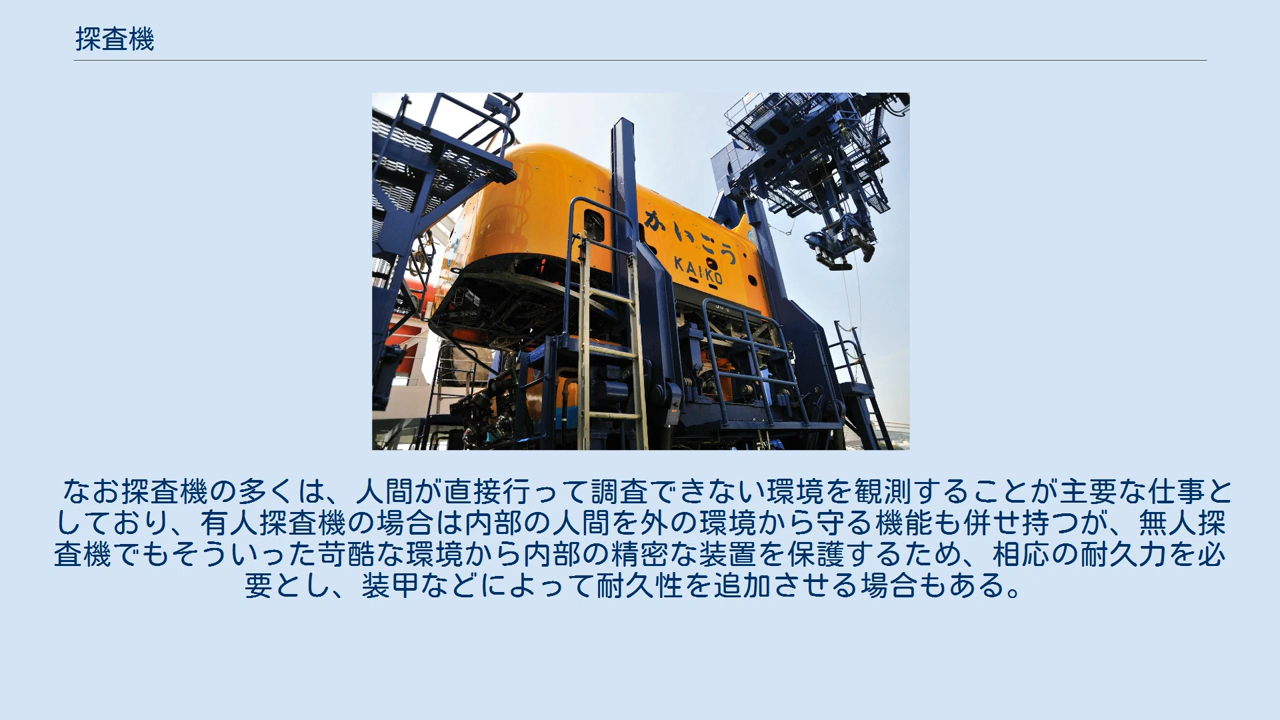 探査機
かいこう
KAIKO
なお探査機の多くは、人間が直接行って調査できない環境を観測することが主要な仕事と
しており、有人探査機の場合は内部の人間を外の環境から守る機能も併せ持つが、無人探
査機でもそういった苛酷な環境から内部の精密な装置を保護するため、相応の耐久力を必
要とし、装甲などによって耐久性を追加させる場合もある。